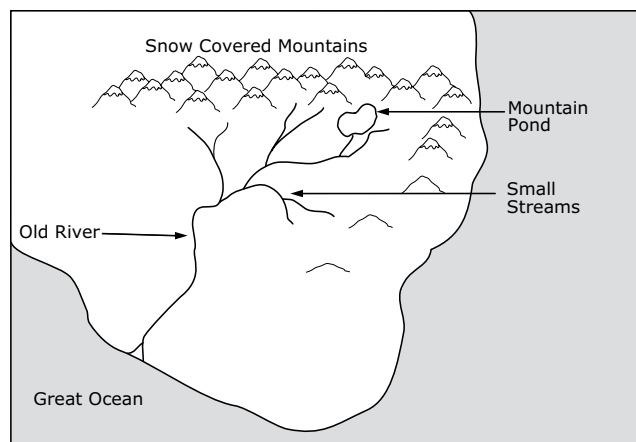 Snow Covered Mountains
Mountain
Pond
Small
Streams
Old River
Great Ocean